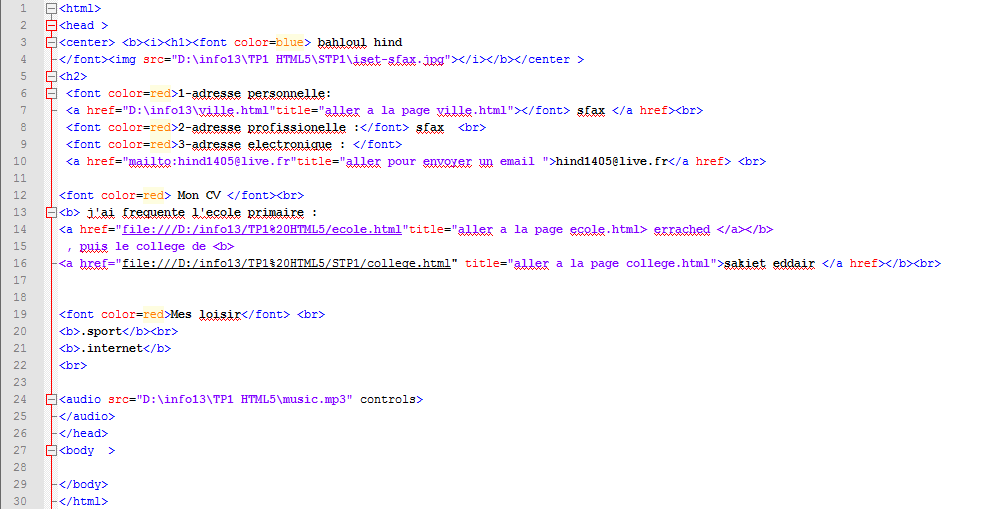 1 <html>
2 <head >
3 <center> <b><i><h1><font color=blue> bahloul hind
4 </font><img src="D:\info13\TP1 HTML5\STP1\iset-sfax.jpg"></i></b></center >
5 <h2>
6 <font color=red>1-adresse personnelle:
7 <a href="D:\info13\ville.html"title="aller a la page ville.html"></font> sfax </a href><br>
8 <font color=red>2-adresse profissionelle :</font> sfax  <br>
9 <font color=red>3-adresse electronique : </font>
10 <a href="mailto:hind1405@live.fr"title="aller pour envoyer un email ">hind1405@live.fr</a href> <br>
11
12 <font color=red> Mon CV </font><br>
13 <b> j'ai frequente l'ecole primaire :
14 <a href="file:///D:/info13/TP1%20HTML5/ecole.html"title="aller a la page ecole.html> errached </a></b>
15 , puis le college de <b>
16 <a href="file:///D:/info13/TP1%20HTML5/STP1/college.html" title="aller a la page college.html">sakiet eddair </a href></b><br>
17
18
19 <font color=red>Mes loisir</font> <br>
20 <b>.sport</b><br>
21 <b>.internet</b>
22 <br>
23
24 <audio src="D:\info13\TP1 HTML5\music.mp3" controls>
25 </audio>
26 </head>
27 <body  >
28
29 </body>
30 </html>